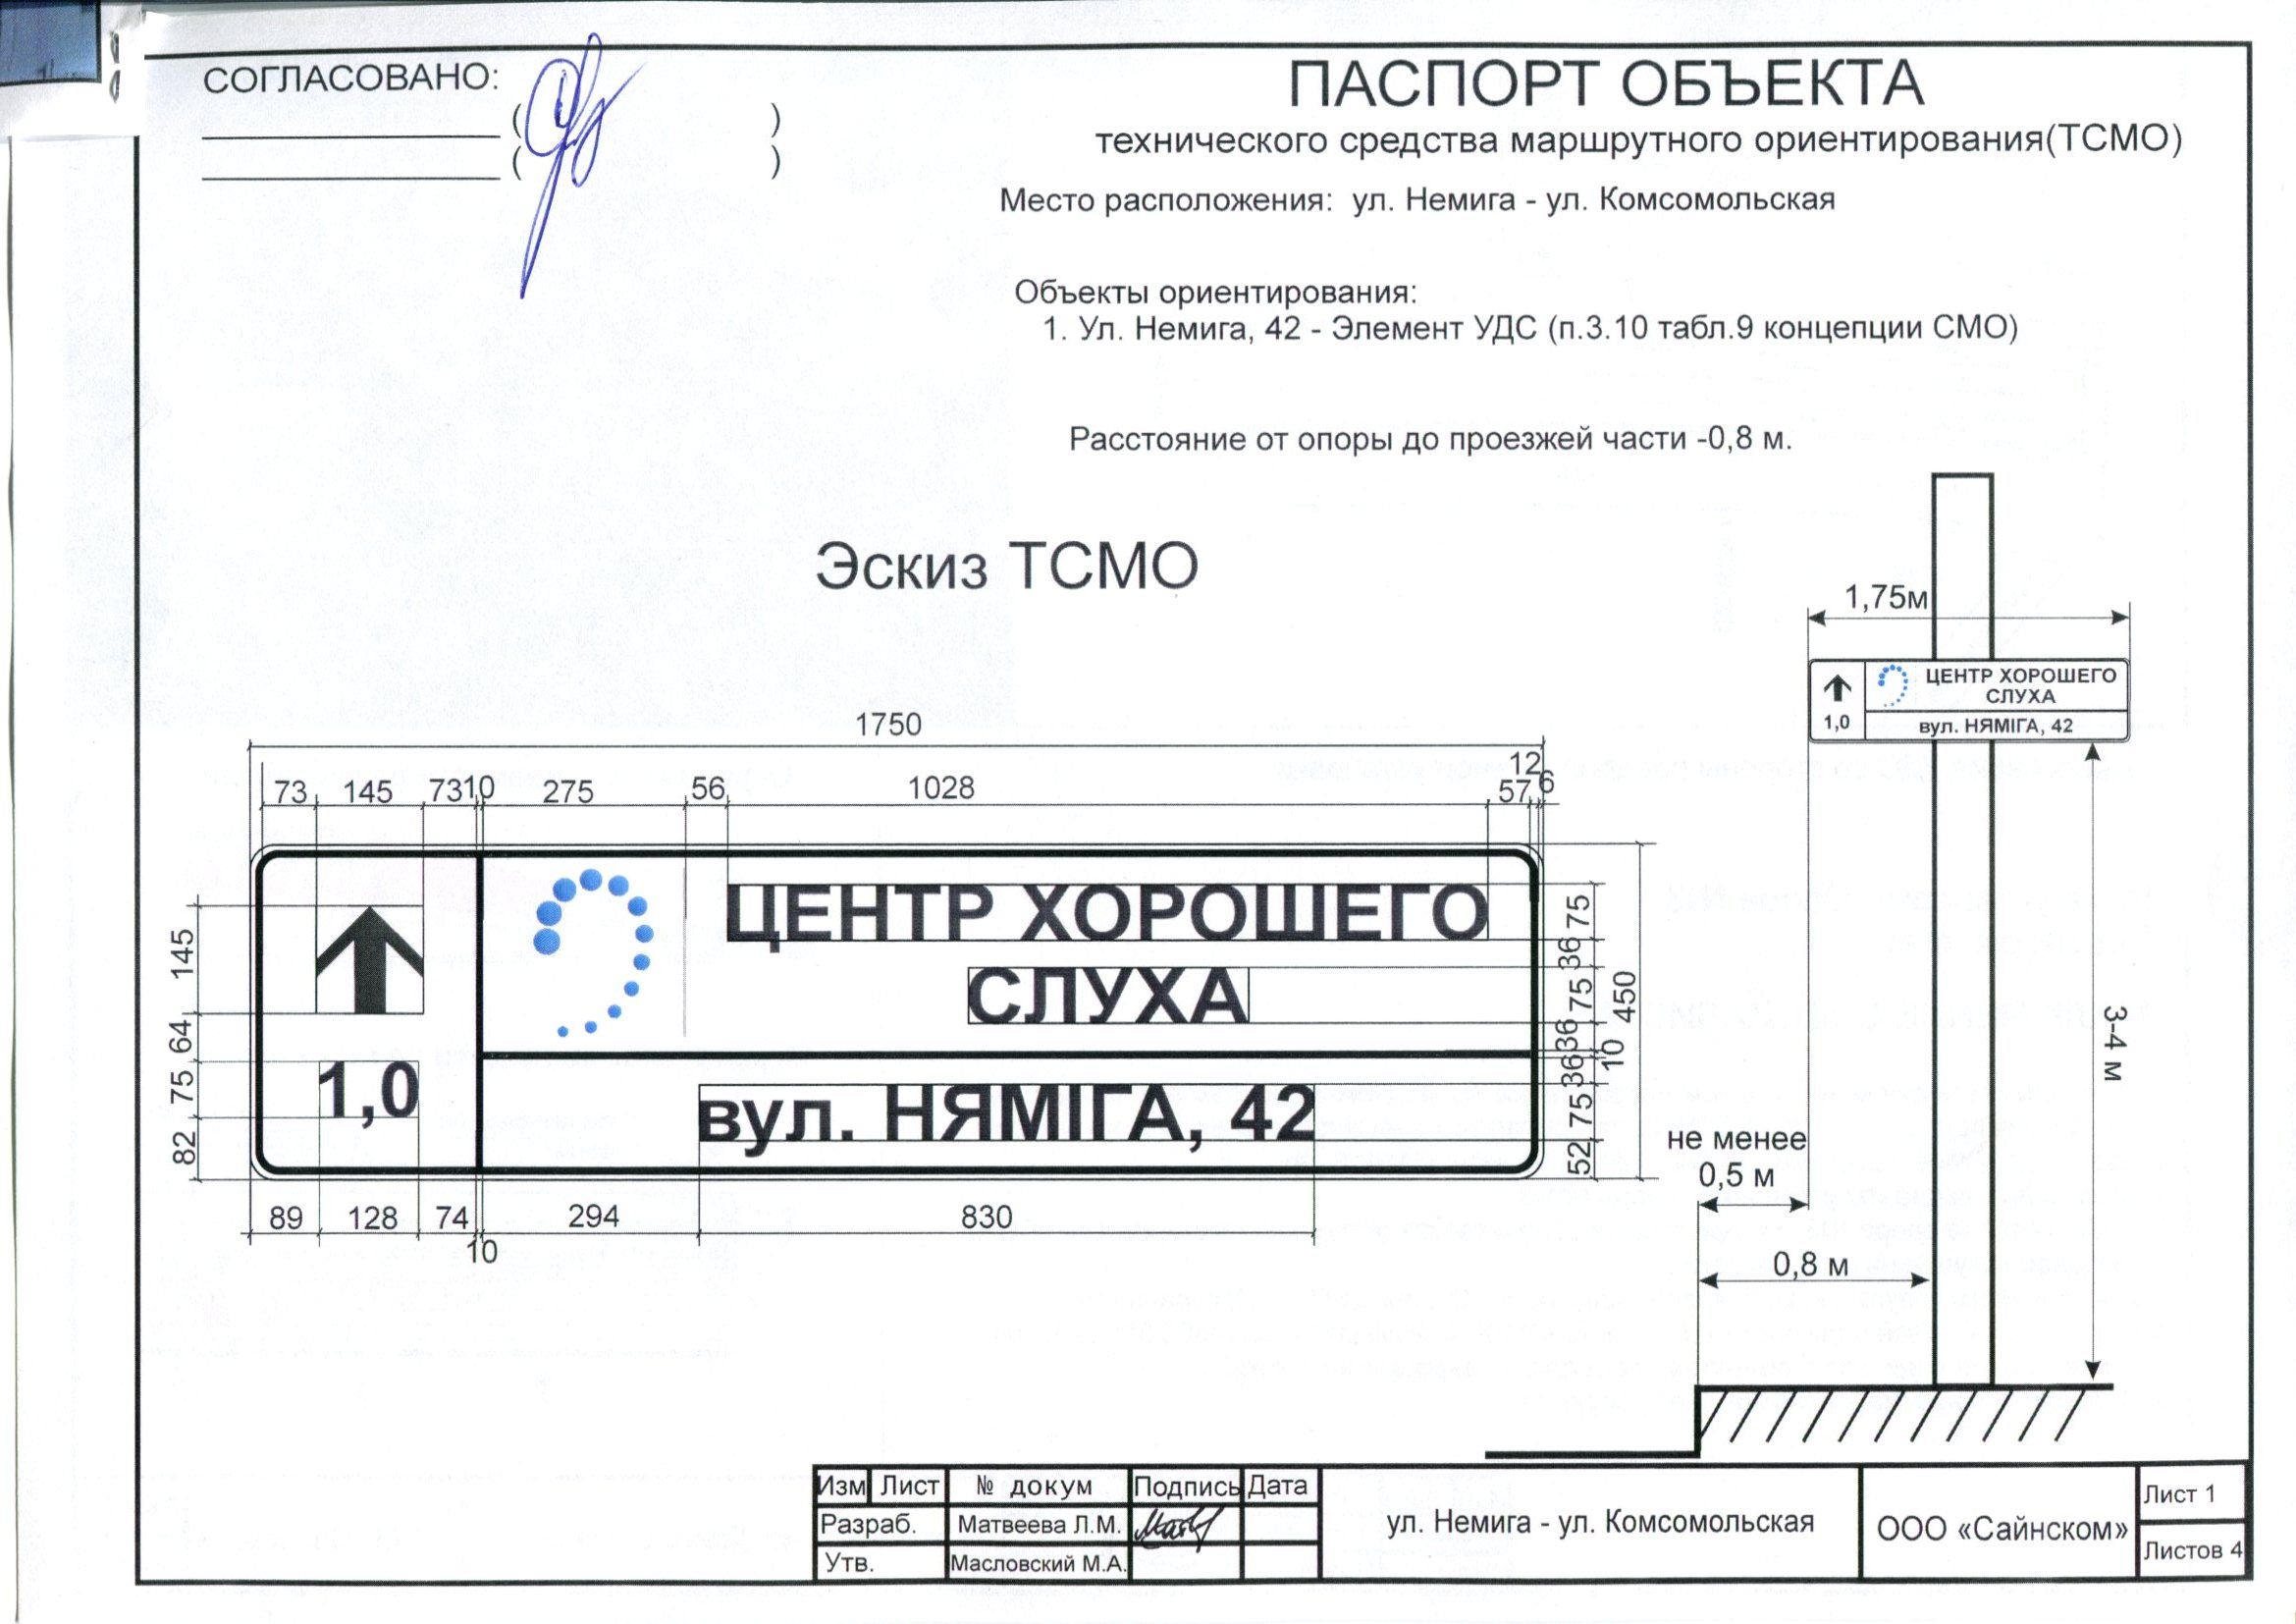 СОГЛАСОВАНО:
( )
( )
ПАСПОРТ ОБЪЕКТА
технического средства маршрутного ориентирования(ТСМО)
Место расположения: ул. Немига - ул. Комсомольская
Объекты ориентирования:
1. Ул. Немига, 42 - Элемент УДС (п.3.10 табл.9 концепции СМО)
Расстояние от опоры до проезжей части -0,8 м.
Эскиз ТСМО
1750
12
73 145 73 10 275 56 1028 57 6
ЦЕНТР ХОРОШЕГО
СЛУХА
1,0
вул. НЯМІГА, 42
145
64
75
82
75
36
75
36
10
36
75
52
450
89 128 74 294 830
10
1,75м
ЦЕНТР ХОРОШЕГО
СЛУХА
1,0
вул. НЯМІГА, 42
3-4 м
не менее
0,5 м
0,8 м
Изм Лист № докум Подпись Дата
Разраб. Матвеева Л.М.
Утв. Масловский М.А.
ул. Немига - ул. Комсомольская
ООО «Сайнском»
Лист 1
Листов 4